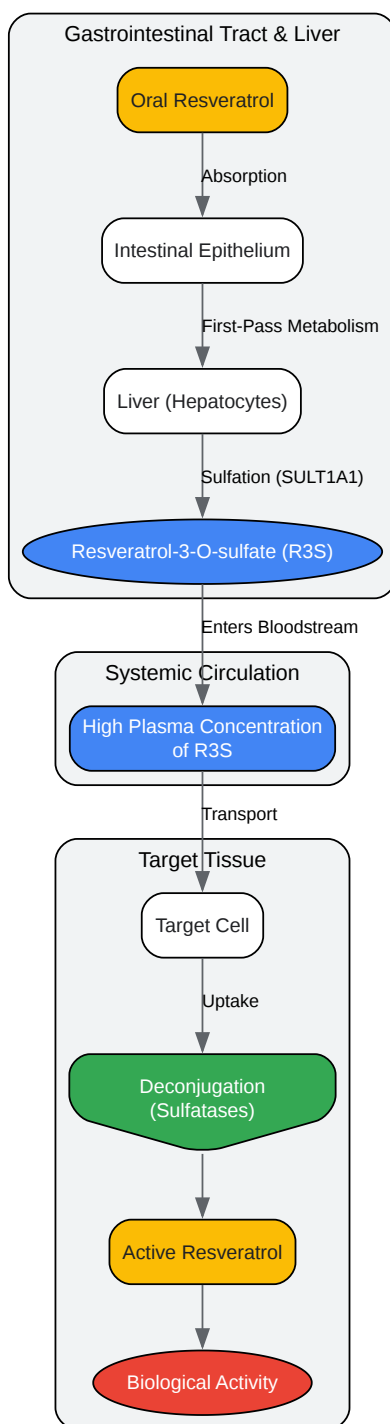 Gastrointestinal Tract & Liver
Oral Resveratrol
Absorption
Intestinal Epithelium
First-Pass Metabolism
Liver (Hepatocytes)
Sulfation (SULT1A1)
Resveratrol-3-O-sulfate (R3S)
Enters Bloodstream
Systemic Circulation
High Plasma Concentration
of R3S
Transport
Target Tissue
Target Cell
Uptake
Deconjugation
(Sulfatases)
Active Resveratrol
Biological Activity